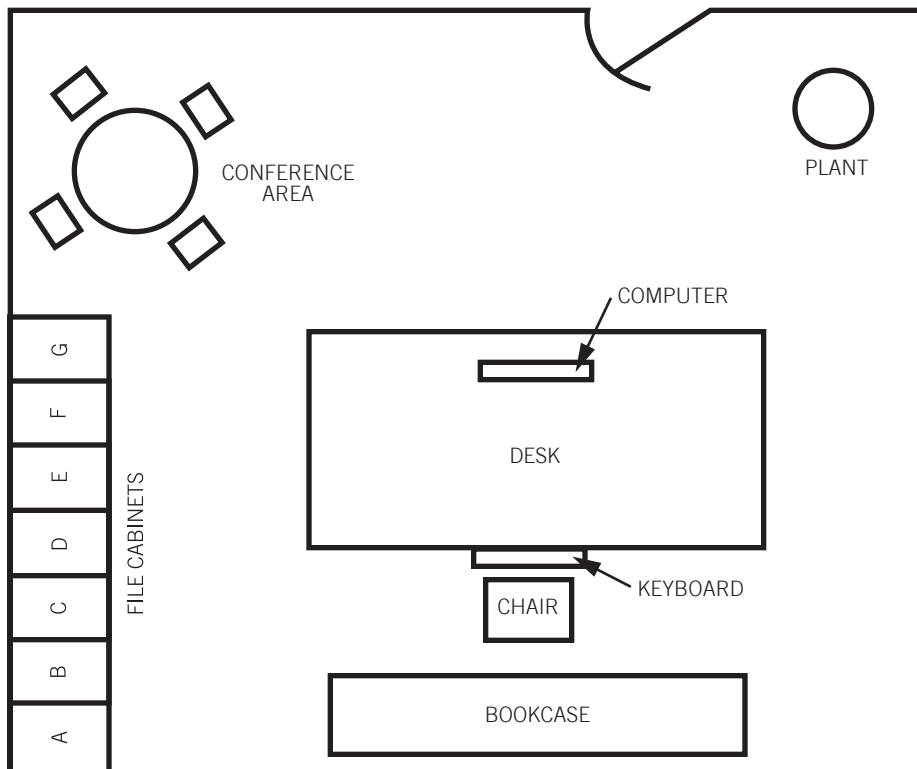 CONFERENCE
AREA
PLANT
COMPUTER
G
F
E
D
C
B
A
FILE CABINETS
DESK
KEYBOARD
CHAIR
BOOKCASE